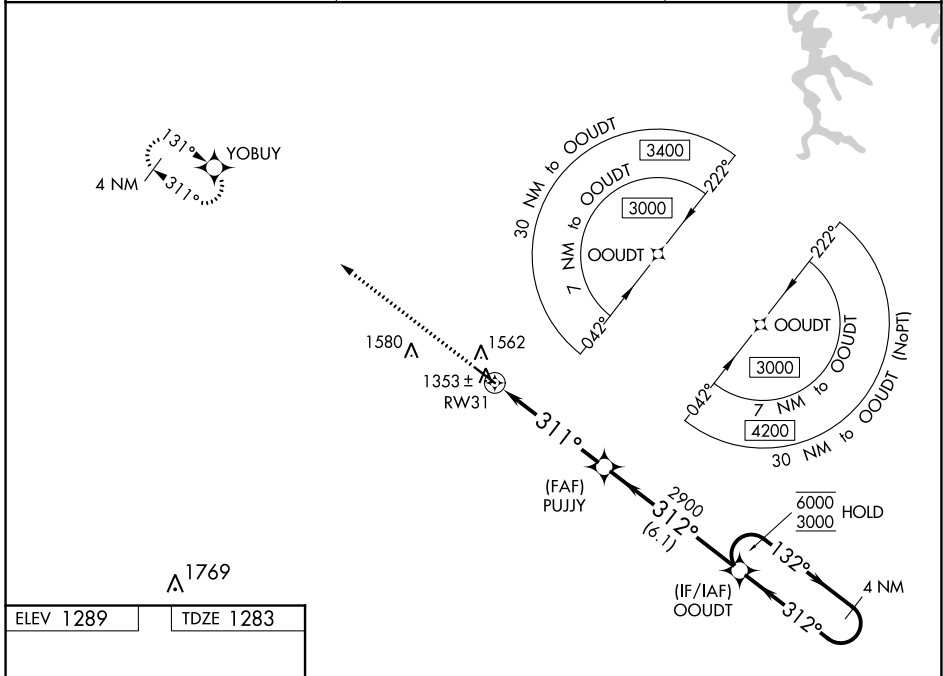 131°
YOBUY
4 NM
311°
30 NM to OOUDT
3400
7 NM to OOUDT
3000
222°
OOUDT
042°
222°
OOUDT
3000
042°
7 NM to OOUDT
4200
30 NM to OOUDT (NoPT)
1580
1562
1353 ±
RW31
311°
(FAF)
PUJJY
2900
312°
(6.1)
6000
3000
HOLD
132°
4 NM
(IF/IAF)
OOUDT
312°
1769
ELEV 1289
TDZE 1283